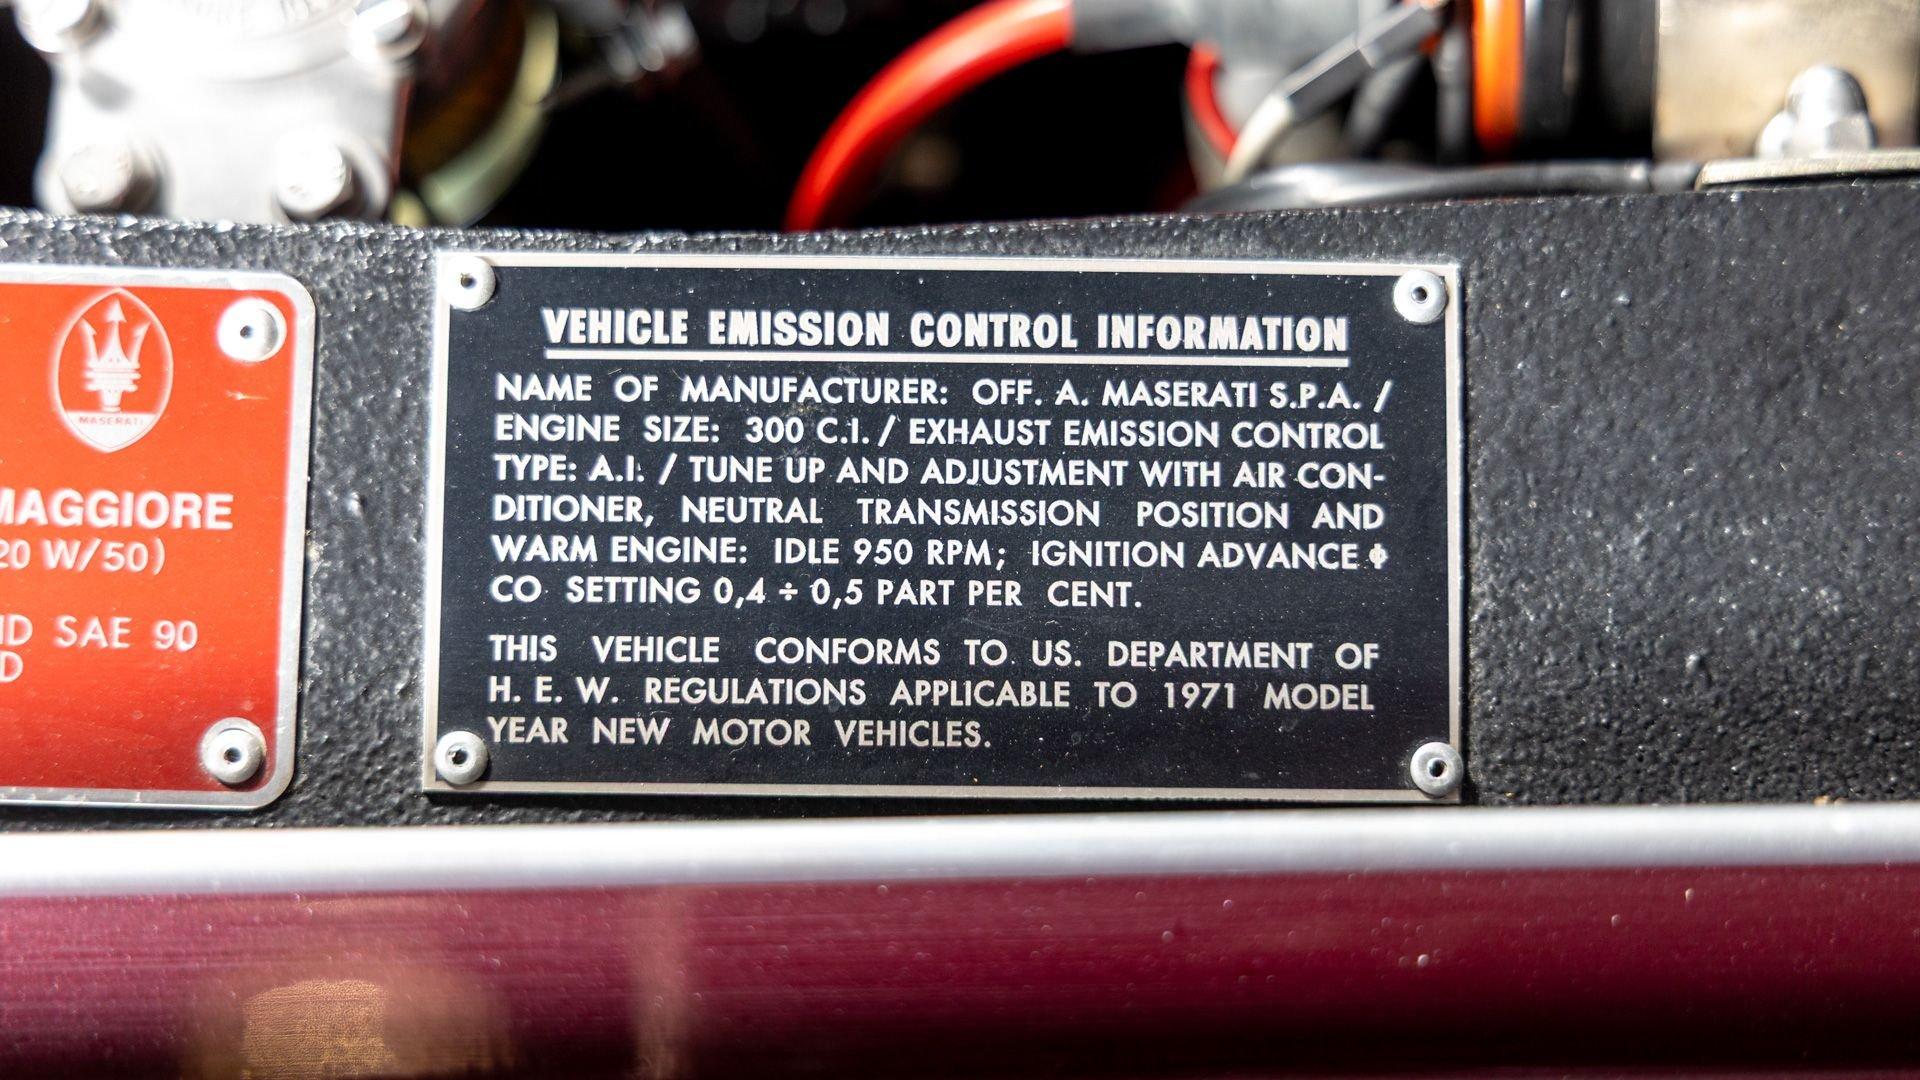 MASERATI
MAGGIORE
20 W/50)
SAE 90
D
VEHICLE EMISSION CONTROL INFORMATION
NAME OF MANUFACTURER: OFF. A. MASERATI S.P.A. /
ENGINE SIZE: 300 C.I. / EXHAUST EMISSION CONTROL
TYPE: A.I. / TUNE UP AND ADJUSTMENT WITH AIR CON-
DITIONER, NEUTRAL TRANSMISSION POSITION AND
WARM ENGINE: IDLE 950 RPM; IGNITION ADVANCE ϕ
CO SETTING 0,4 ÷ 0,5 PART PER CENT.
THIS VEHICLE CONFORMS TO US. DEPARTMENT OF
H. E. W. REGULATIONS APPLICABLE TO 1971 MODEL
YEAR NEW MOTOR VEHICLES.